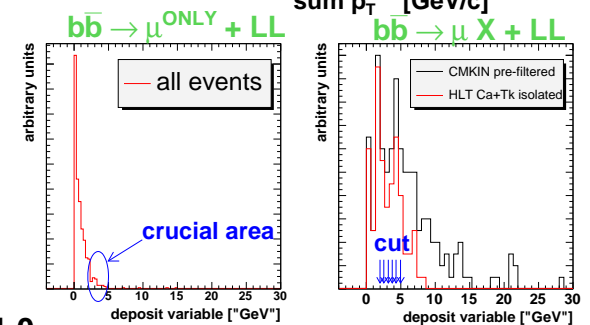 sum p_T [GeV/c]
bb̅ → μ^ONLY + LL
bb̅ → μ X + LL
arbitrary units
all events
crucial area
0 5 10 15 20 25 30
deposit variable ["GeV"]
arbitrary units
CMKIN pre-filtered
HLT Ca+Tk isolated
cut
0 5 10 15 20 25 30
deposit variable ["GeV"]